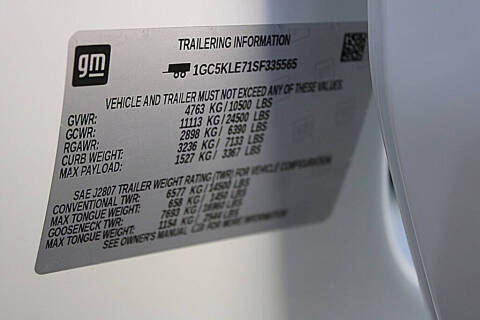 gm
TRAILERING INFORMATION
1GC5KLE71SF335565
VEHICLE AND TRAILER MUST NOT EXCEED ANY OF THESE VALUES.
GVWR: 4763 KG/10500 LBS
GCWR: 11113 KG/24500 LBS
RGAWR: 2898 KG/ 6390 LBS
CURB WEIGHT: 3236 KG/ 7133 LBS
MAX PAYLOAD: 1527 KG/ 3367 LBS
SAE J2807 TRAILER WEIGHT RATING (TWR) FOR VEHICLE CONFIGURATION
CONVENTIONAL TWR: 6577 KG/14500 LBS
MAX TONGUE WEIGHT: 658 KG/ 1450 LBS
GOOSENECK TWR: 7693 KG/ LBS
MAX TONGUE WEIGHT: 1154 KG/ 2544 LBS
SEE OWNER'S MANUAL FOR MORE INFORMATION